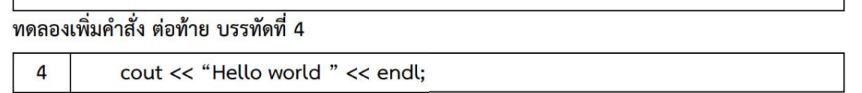 ทดลองเพิ่มคำสั่ง ต่อท้าย บรรทัดที่ 4
4 cout << “Hello world ” << endl;